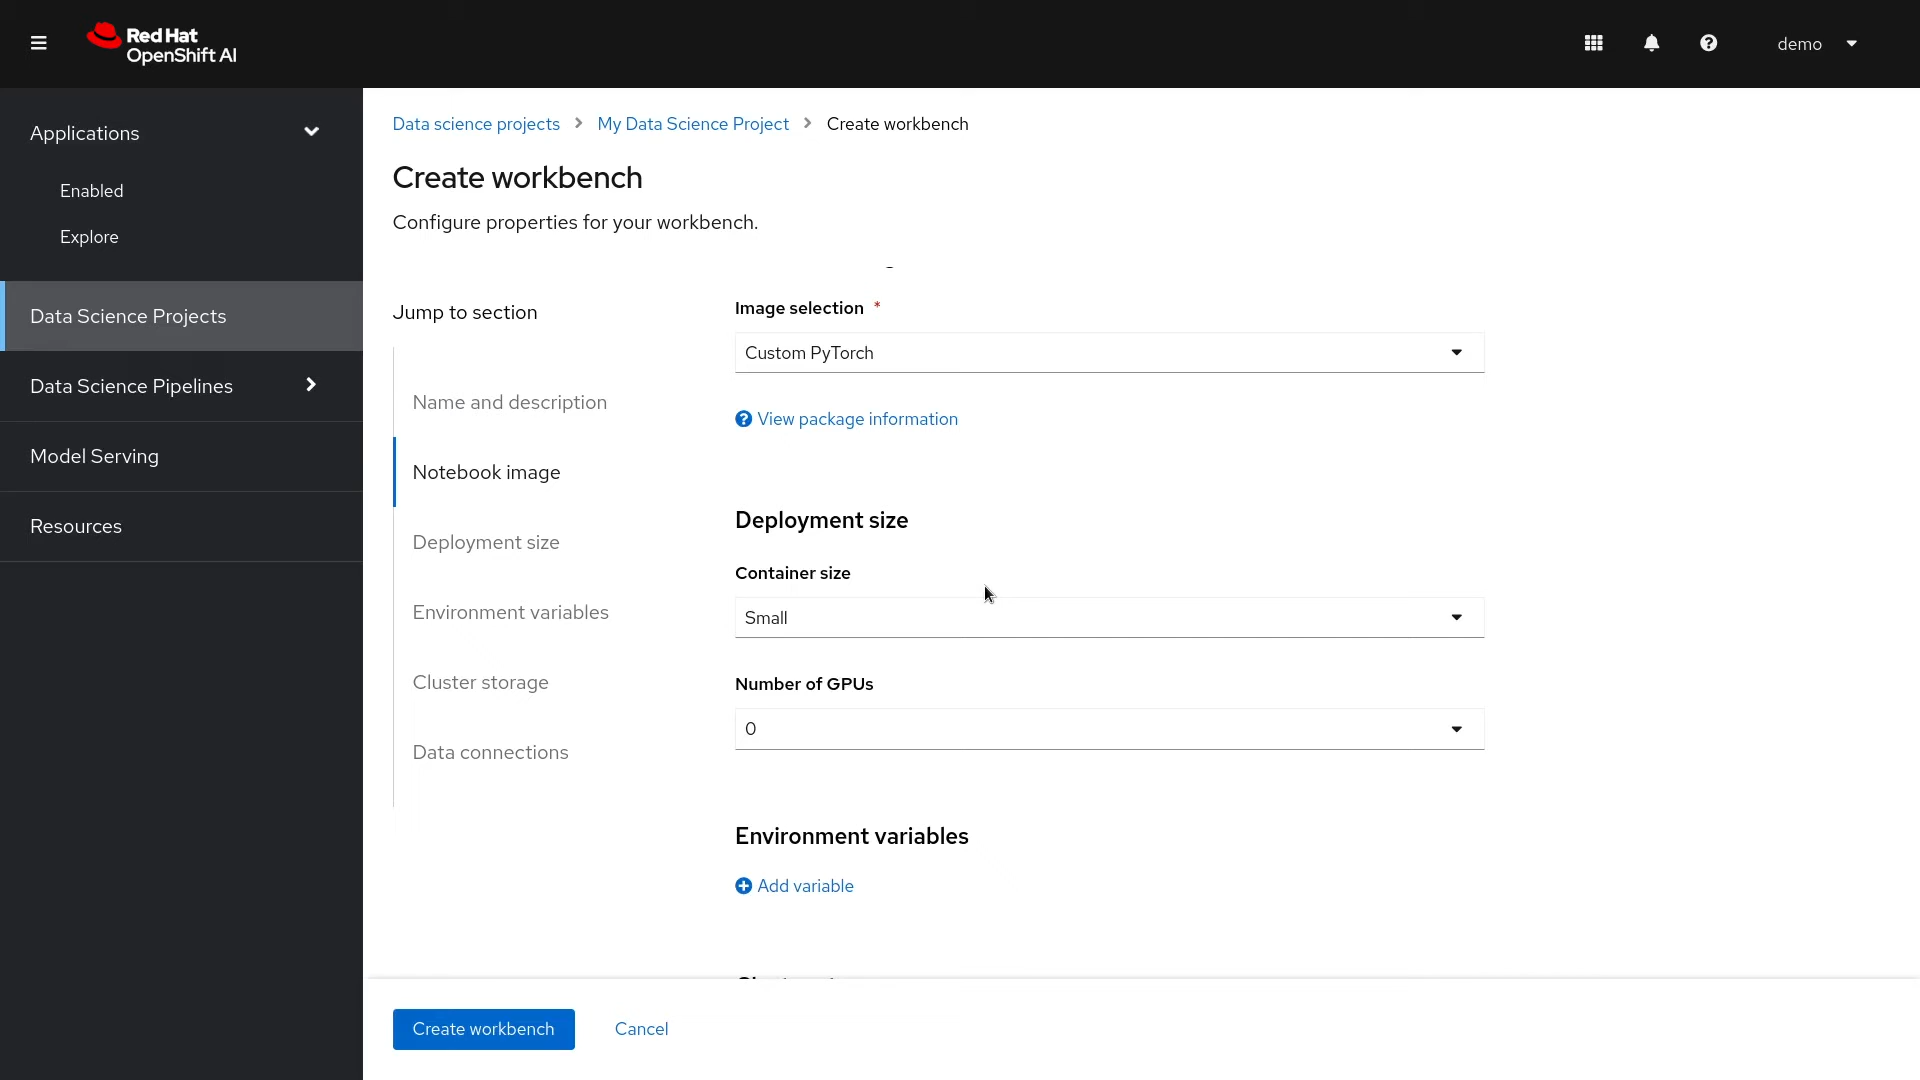 Red Hat
OpenShift AI
demo
Applications
Enabled
Explore
Data Science Projects
Data Science Pipelines
Model Serving
Resources
Data science projects > My Data Science Project > Create workbench
Create workbench
Configure properties for your workbench.
Jump to section
Name and description
Notebook image
Deployment size
Environment variables
Cluster storage
Data connections
Image selection *
Custom PyTorch
View package information
Deployment size
Container size
Small
Number of GPUs
0
Environment variables
Add variable
Create workbench
Cancel